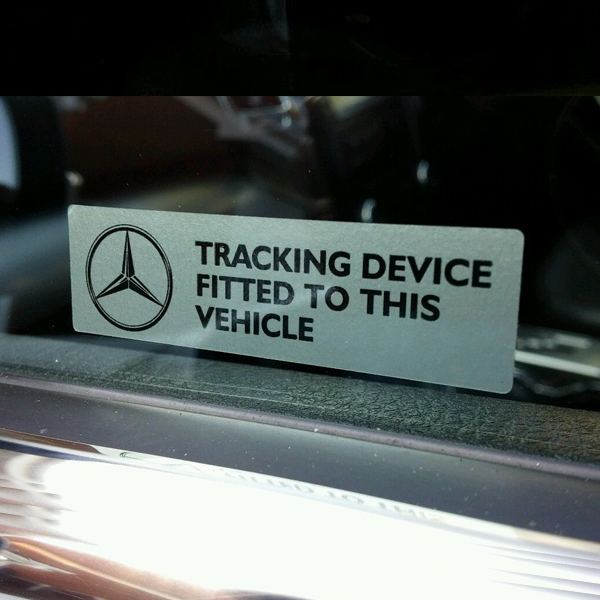 TRACKING DEVICE
FITTED TO THIS
VEHICLE